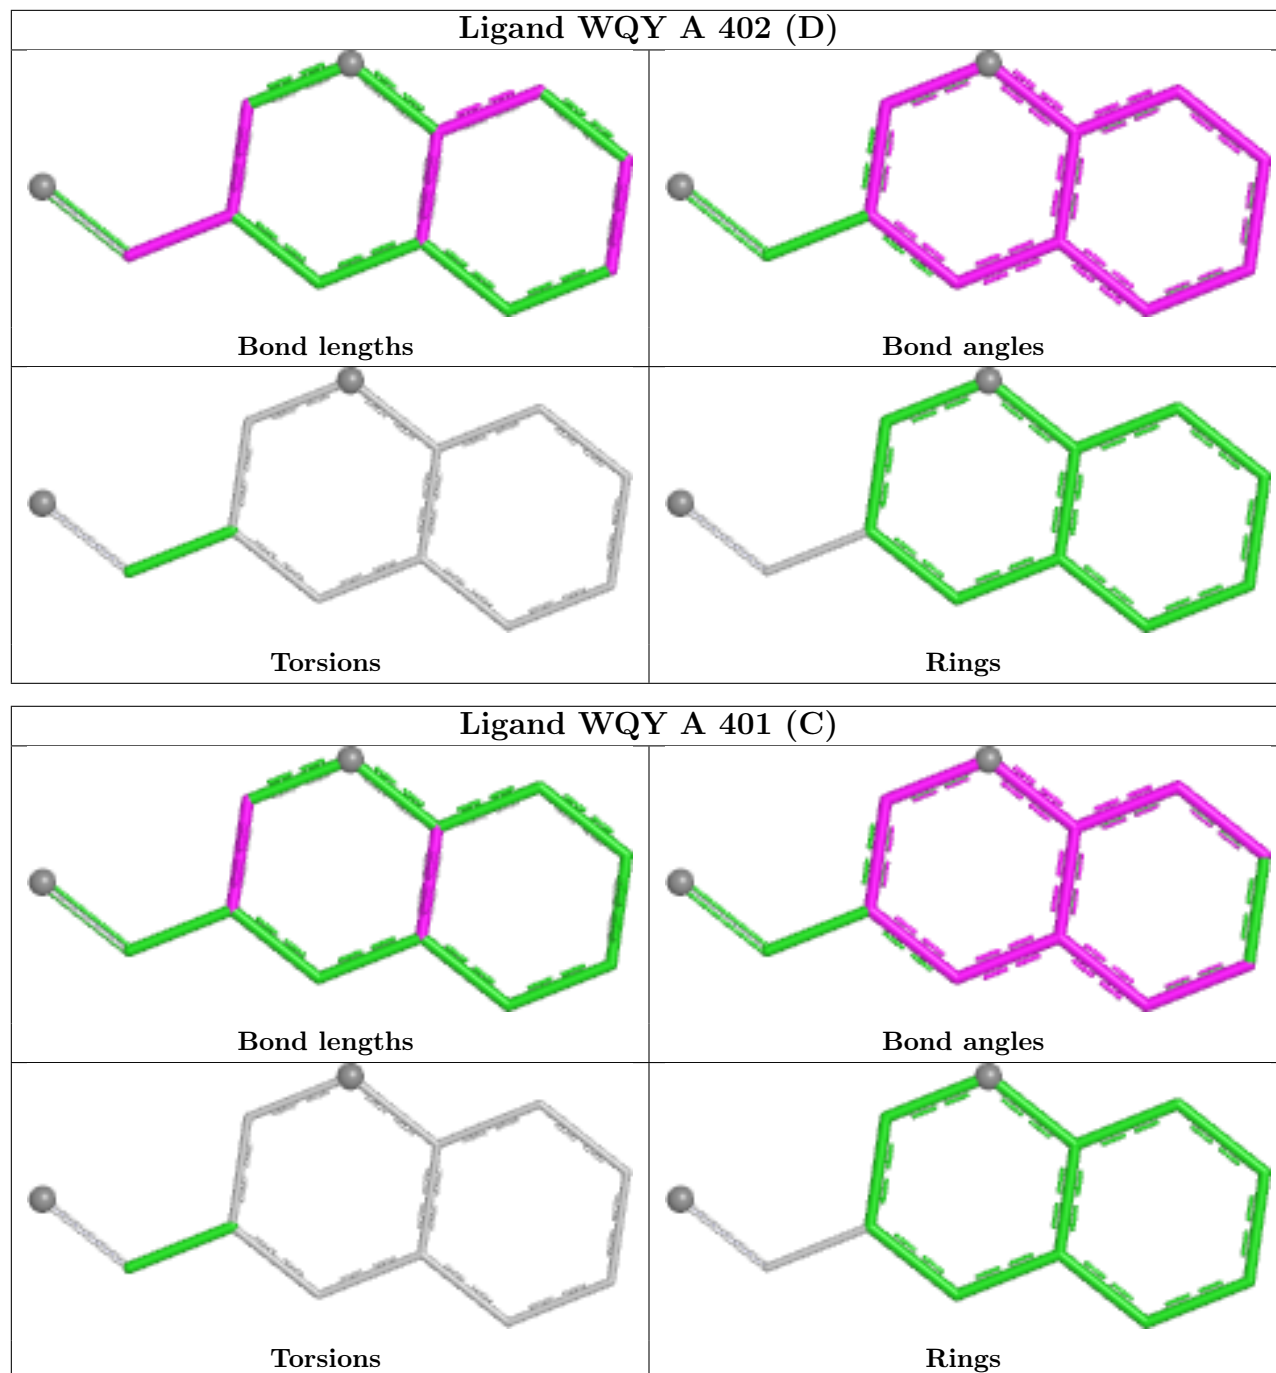 Ligand WQY A 402 (D)
Bond lengths
Bond angles
Torsions
Rings
Ligand WQY A 401 (C)
Bond lengths
Bond angles
Torsions
Rings